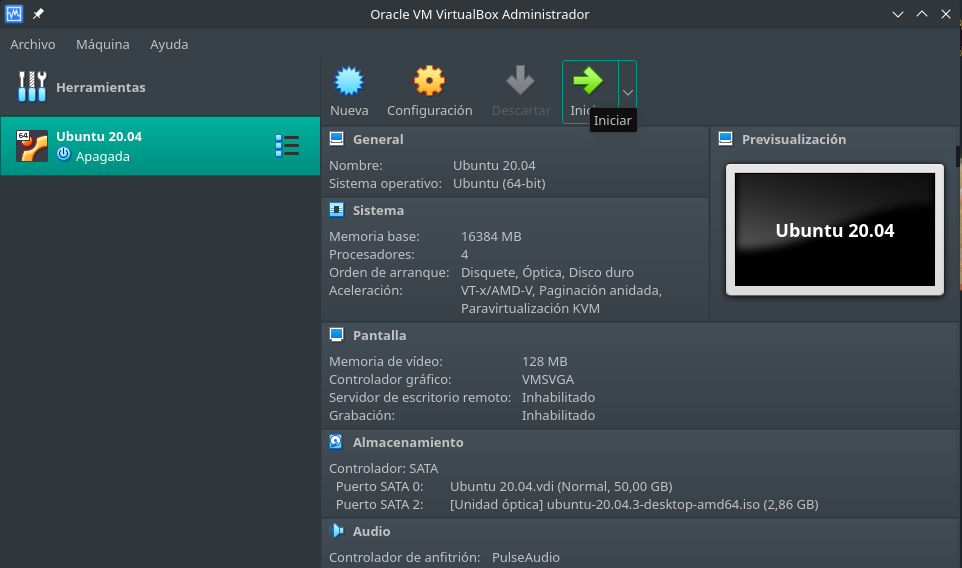 Oracle VM VirtualBox Administrador
Archivo Máquina Ayuda
Herramientas
64
Ubuntu 20.04
Apagada
Nueva Configuración Descartar Inic
Iniciar
General
Nombre: Ubuntu 20.04
Sistema operativo: Ubuntu (64-bit)
Sistema
Memoria base: 16384 MB
Procesadores: 4
Orden de arranque: Disquete, Óptica, Disco duro
Aceleración: VT-x/AMD-V, Paginación anidada,
Paravirtualización KVM
Previsualización
Ubuntu 20.04
Pantalla
Memoria de vídeo: 128 MB
Controlador gráfico: VMSVGA
Servidor de escritorio remoto: Inhabilitado
Grabación: Inhabilitado
Almacenamiento
Controlador: SATA
Puerto SATA 0: Ubuntu 20.04.vdi (Normal, 50,00 GB)
Puerto SATA 2: [Unidad óptica] ubuntu-20.04.3-desktop-amd64.iso (2,86 GB)
Audio
Controlador de anfitrión: PulseAudio